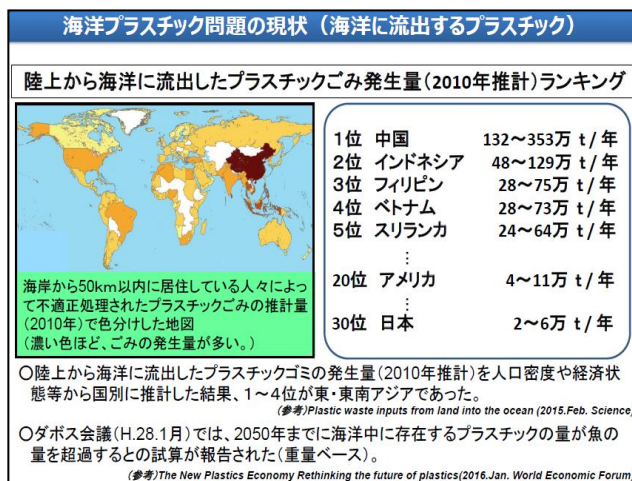 海洋プラスチック問題の現状（海洋に流出するプラスチック）
陸上から海洋に流出したプラスチックごみ発生量（2010年推計）ランキング
1位 中国 132～353万 t / 年
2位 インドネシア 48～129万 t / 年
3位 フィリピン 28～75万 t / 年
4位 ベトナム 28～73万 t / 年
5位 スリランカ 24～64万 t / 年
⋮
20位 アメリカ 4～11万 t / 年
⋮
30位 日本 2～6万 t / 年
海岸から50km以内に居住している人々によっ
て不適正処理されたプラスチックごみの推計量
（2010年）で色分けした地図
（濃い色ほど、ごみの発生量が多い。）
○陸上から海洋に流出したプラスチックゴミの発生量（2010年推計）を人口密度や経済状
態等から国別に推計した結果、1～4位が東・東南アジアであった。
（参考）Plastic waste inputs from land into the ocean (2015.Feb. Science)
○ダボス会議（H.28.1月）では、2050年までに海洋中に存在するプラスチックの量が魚の
量を超過するとの試算が報告された（重量ベース）。
（参考）The New Plastics Economy Rethinking the future of plastics(2016.Jan. World Economic Forum)